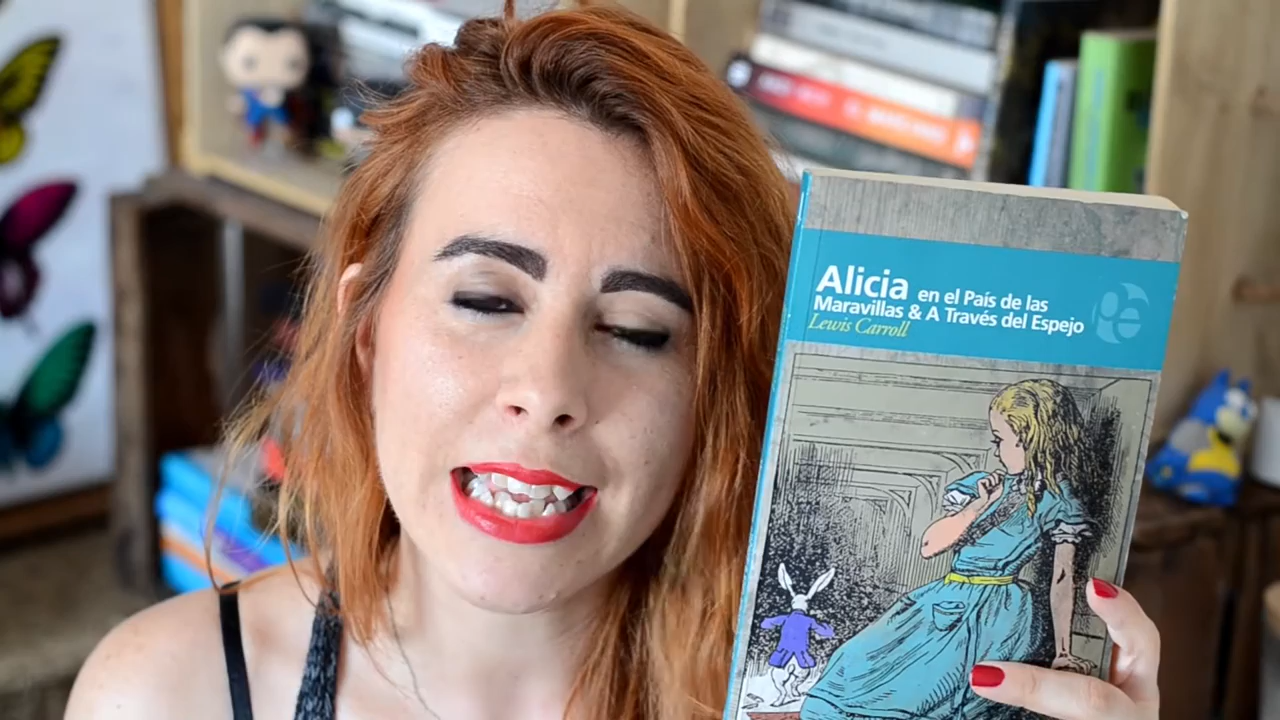 Alicia en el País de las
Maravillas & A Través del Espejo
Lewis Carroll